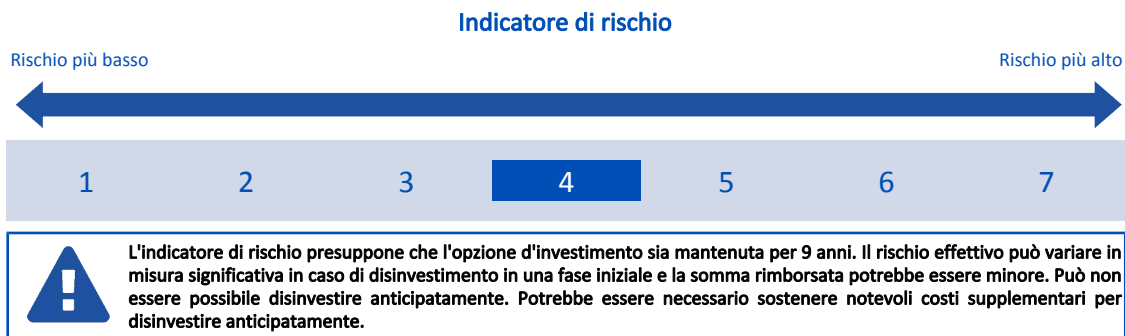 Indicatore di rischio
Rischio più basso
Rischio più alto
1 2 3 4 5 6 7
L'indicatore di rischio presuppone che l'opzione d'investimento sia mantenuta per 9 anni. Il rischio effettivo può variare in
misura significativa in caso di disinvestimento in una fase iniziale e la somma rimborsata potrebbe essere minore. Può non
essere possibile disinvestire anticipatamente. Potrebbe essere necessario sostenere notevoli costi supplementari per
disinvestire anticipatamente.